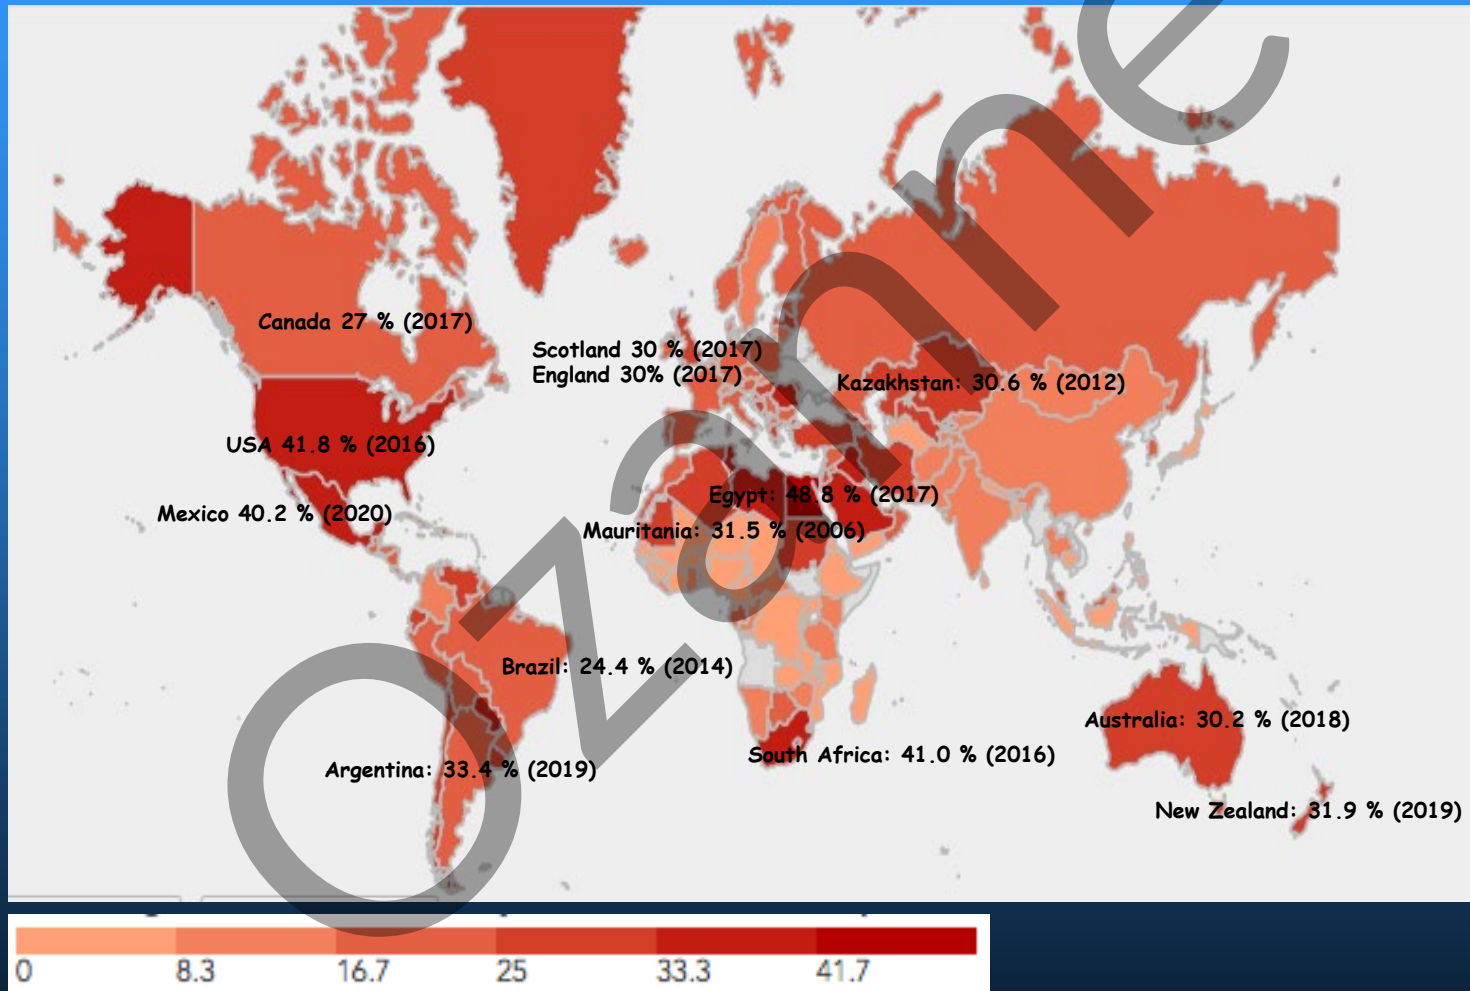 Canada 27 % (2017)
Scotland 30 % (2017)
England 30% (2017)
Kazakhstan: 30.6 % (2012)
USA 41.8 % (2016)
Mexico 40.2 % (2020)
Egypt: 48.8 % (2017)
Mauritania: 31.5 % (2006)
Brazil: 24.4 % (2014)
Australia: 30.2 % (2018)
South Africa: 41.0 % (2016)
Argentina: 33.4 % (2019)
New Zealand: 31.9 % (2019)
Ozanne
0 8.3 16.7 25 33.3 41.7